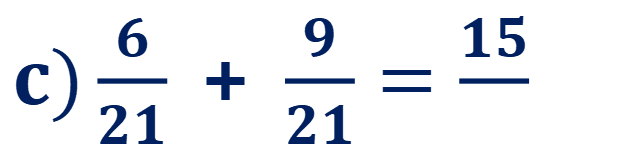 c) 6/21 + 9/21 = 15/